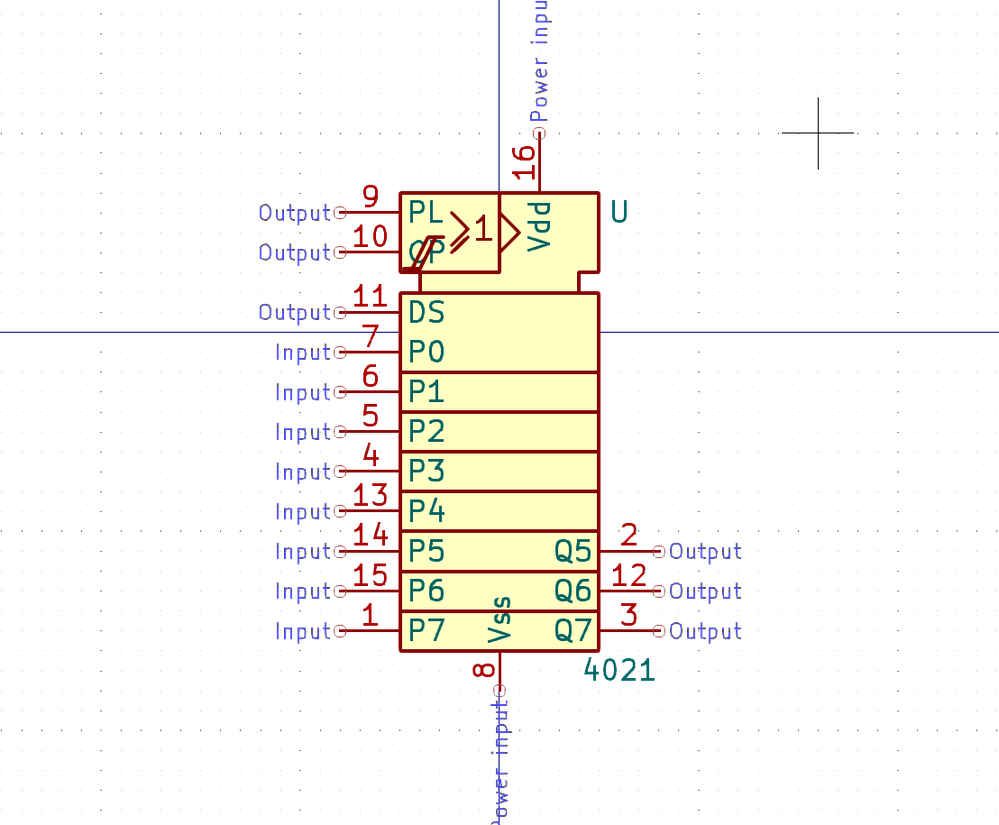 Power inpu
16
Output 9 PL 1 Vdd U
Output 10 CP
Output 11 DS
Input 7 P0
Input 6 P1
Input 5 P2
Input 4 P3
Input 13 P4
Input 14 P5 Q5 2 Output
Input 15 P6 Q6 12 Output
Input 1 P7 Vss Q7 3 Output
8 4021
Power input